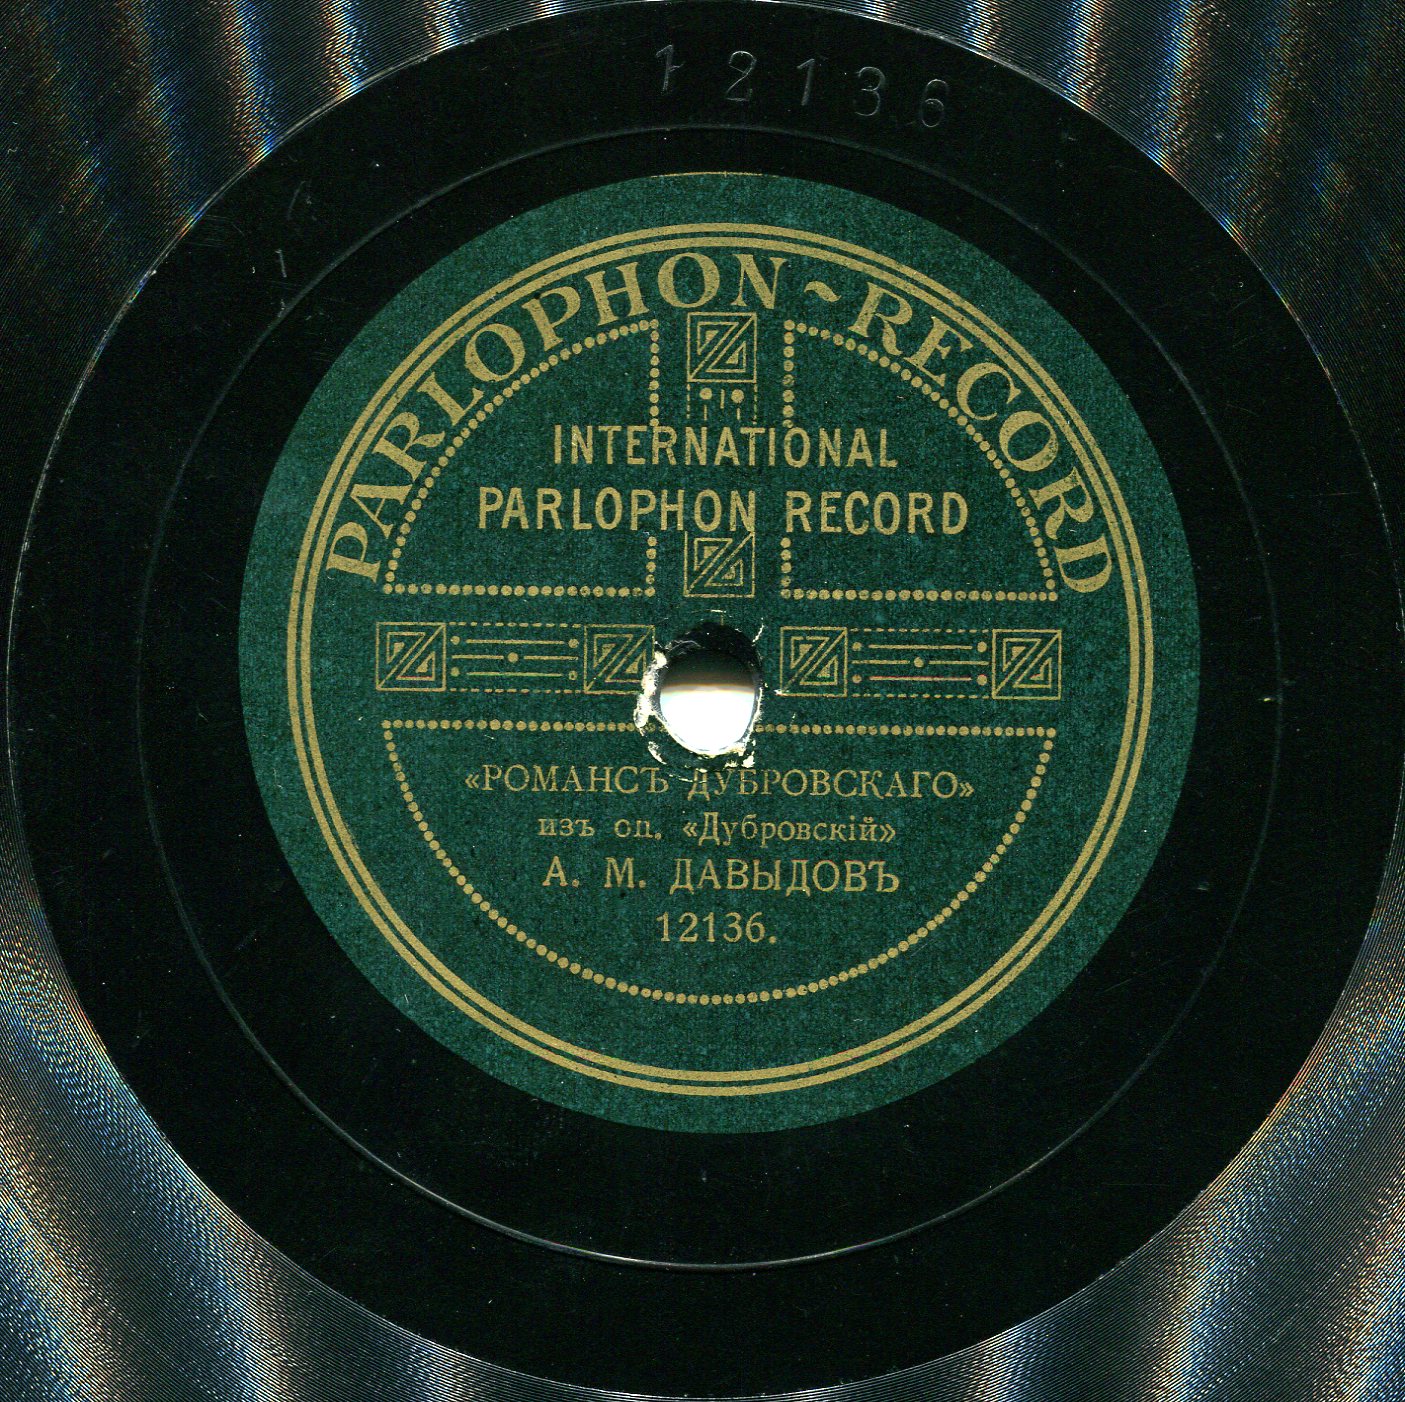 12136
PARLOPHON~RECORD
INTERNATIONAL
PARLOPHON RECORD
«РОМАНСЪ ДУБРОВСКАГО»
изъ оп. «Дубровскій»
А. М. ДАВЫДОВЪ
12136.